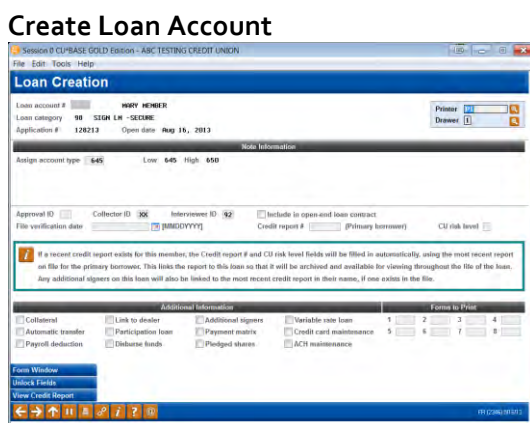 Create Loan Account
Session 0 CU*BASE GOLD Edition - ABC TESTING CREDIT UNION
File Edit Tools Help
Loan Creation
Loan account # MARY MEMBER
Printer P1
Loan category 90 SIGN LN -SECURE
Drawer 1
Application # 128213 Open date Aug 16, 2013
Note Information
Assign account type 645 Low 645 High 650
Approval ID Collector ID XX Interviewer ID 92 Include in open-end loan contract
File verification date [MMDDYYYY] Credit report # (Primary borrower) CU risk level
If a recent credit report exists for this member, the Credit report # and CU risk level fields will be filled in automatically, using the most recent report
on file for the primary borrower. This links the report to this loan so that it will be archived and available for viewing throughout the file of the loan.
Any additional signers on this loan will also be linked to the most recent credit report in their name, if one exists in the file.
Additional Information Forms to Print
Collateral Link to dealer Additional signers Variable rate loan 1 2 3 4
Automatic transfer Participation loan Payment matrix Credit card maintenance 5 6 7 8
Payroll deduction Disburse funds Pledged shares ACH maintenance
Form Window
Unlock Fields
View Credit Report